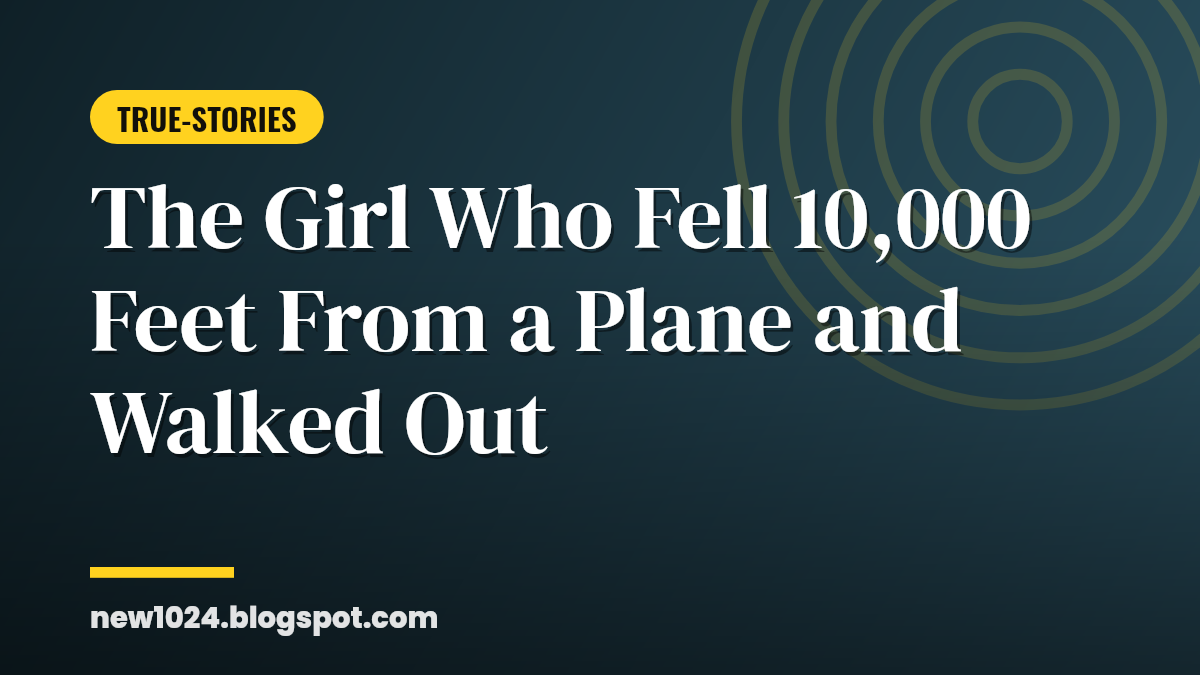 TRUE-STORIES
The Girl Who Fell 10,000
Feet From a Plane and
Walked Out
new1024.blogspot.com